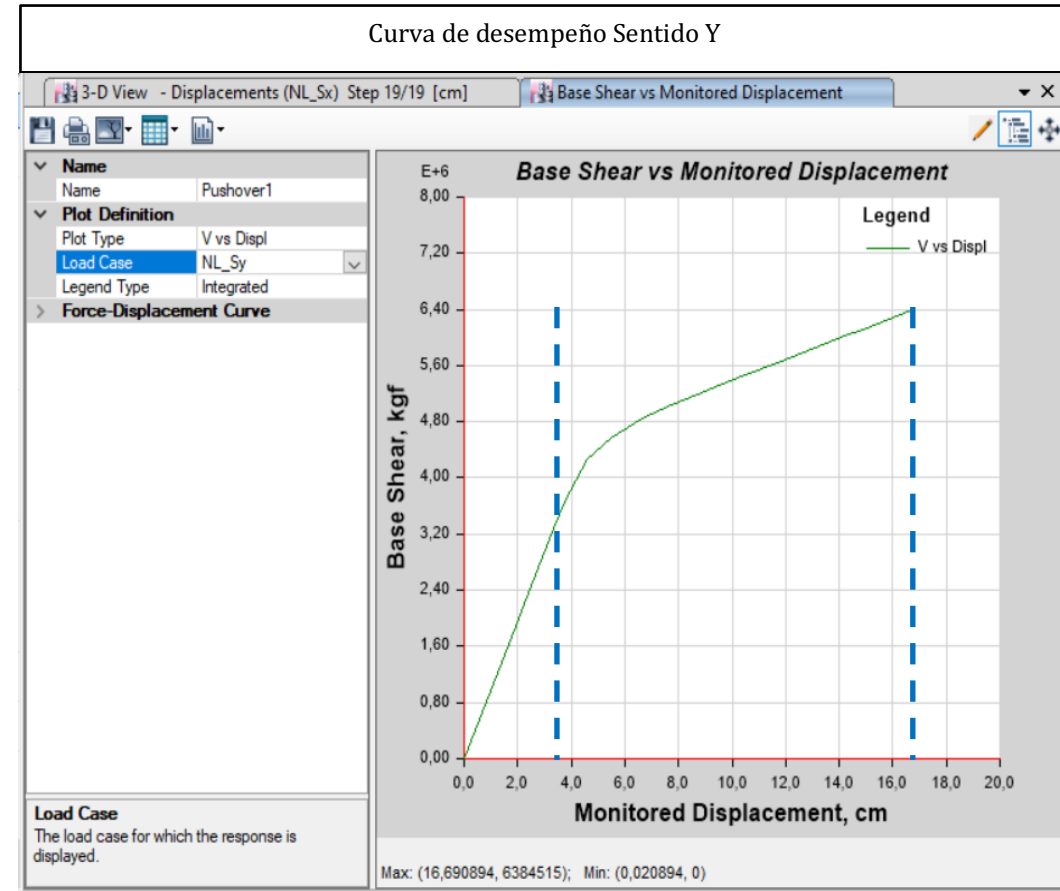 Curva de desempeño Sentido Y
3-D View - Displacements (NL_Sx) Step 19/19 [cm]
Base Shear vs Monitored Displacement
Name
Name Pushover1
Plot Definition
Plot Type V vs Displ
Load Case NL_Sy
Legend Type Integrated
Force-Displacement Curve
Load Case
The load case for which the response is
displayed.
Base Shear vs Monitored Displacement
E+6
8,00
7,20
6,40
5,60
4,80
4,00
3,20
2,40
1,60
0,80
0,00
Base Shear, kgf
Legend
V vs Displ
0,0 2,0 4,0 6,0 8,0 10,0 12,0 14,0 16,0 18,0 20,0
Monitored Displacement, cm
Max: (16,690894, 6384515); Min: (0,020894, 0)